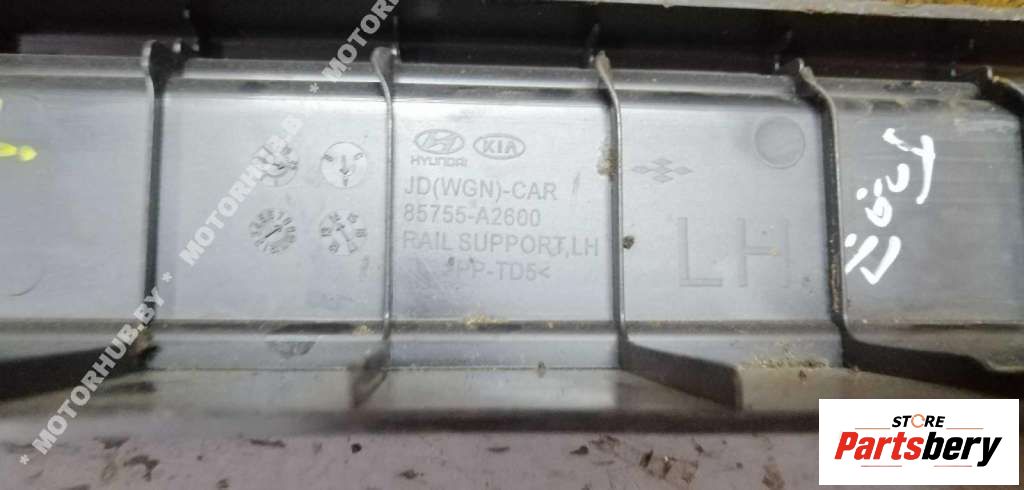 * MOTORHUB.BY * MOTORHUB.BY * MOTORHUB
HYUNDAI KIA
JD(WGN)-CAR
85755-A2600
RAIL SUPPORT,LH
PP-TD5<
LH
STORE
Partsbery